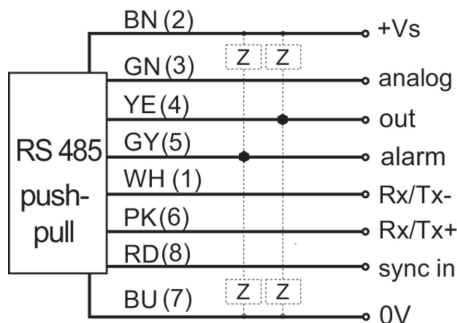 BN (2) +Vs
Z Z
GN (3) analog
YE (4) out
RS 485
push-
pull
GY (5) alarm
WH (1) Rx/Tx-
PK (6) Rx/Tx+
RD(8) sync in
Z Z
BU (7) 0V